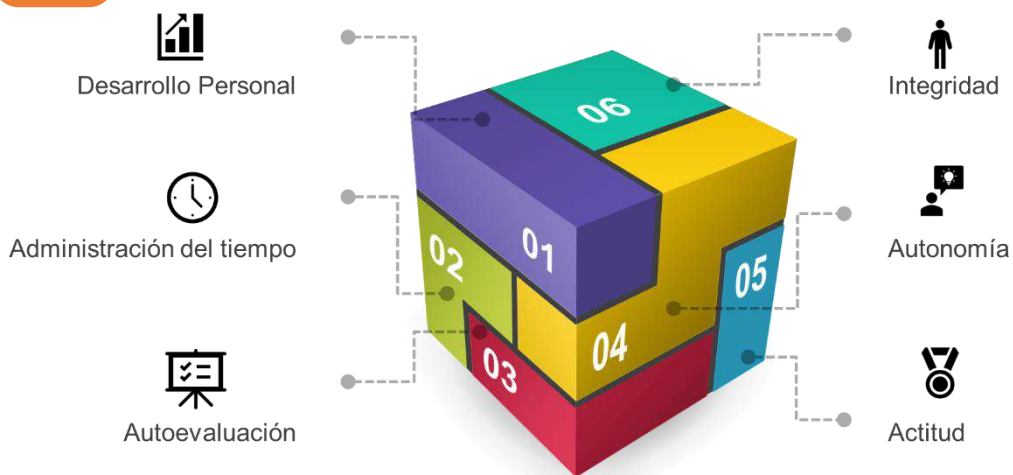 Desarrollo Personal
Administración del tiempo
Autoevaluación
06
01
02
05
04
03
Integridad
Autonomía
Actitud